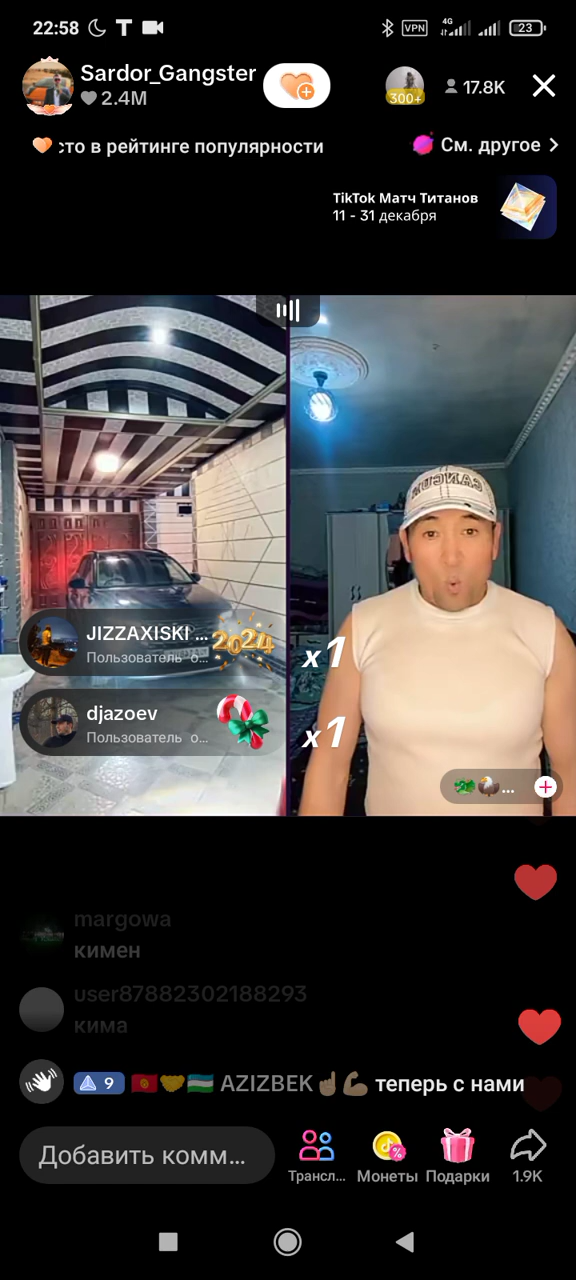 22:58
VPN
4G
23
Sardor_Gangster
2.4M
300+
17.8K
сто в рейтинге популярности
См. другое
TikTok Матч Титанов
11 - 31 декабря
JIZZAXISKI ...
Пользователь о...
2024
x1
djazoev
Пользователь о...
x1
...
margowa
кимен
user87882302188293
кима
9
AZIZBEK
теперь с нами
Добавить комм...
Трансл...
Монеты
Подарки
1.9K